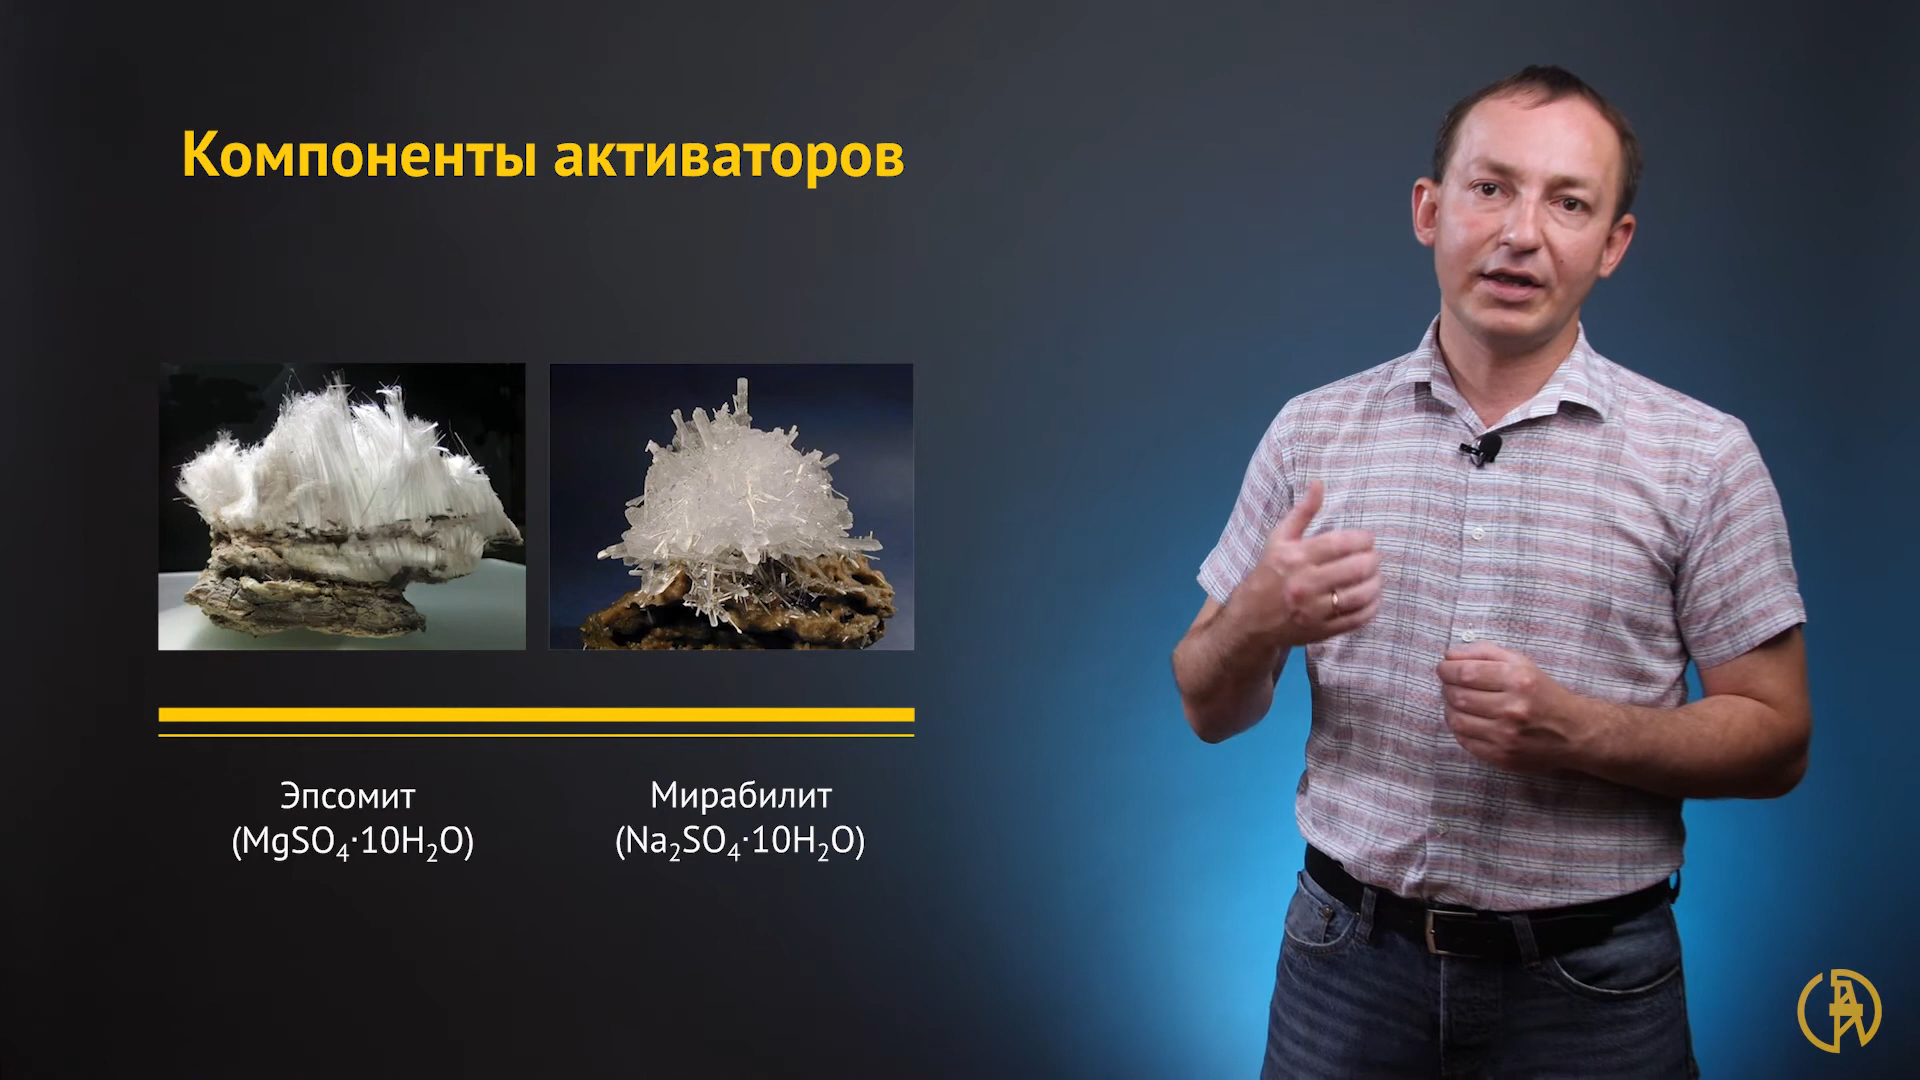 Компоненты активаторов
Эпсомит
(MgSO₄·10H₂O)
Мирабилит
(Na₂SO₄·10H₂O)